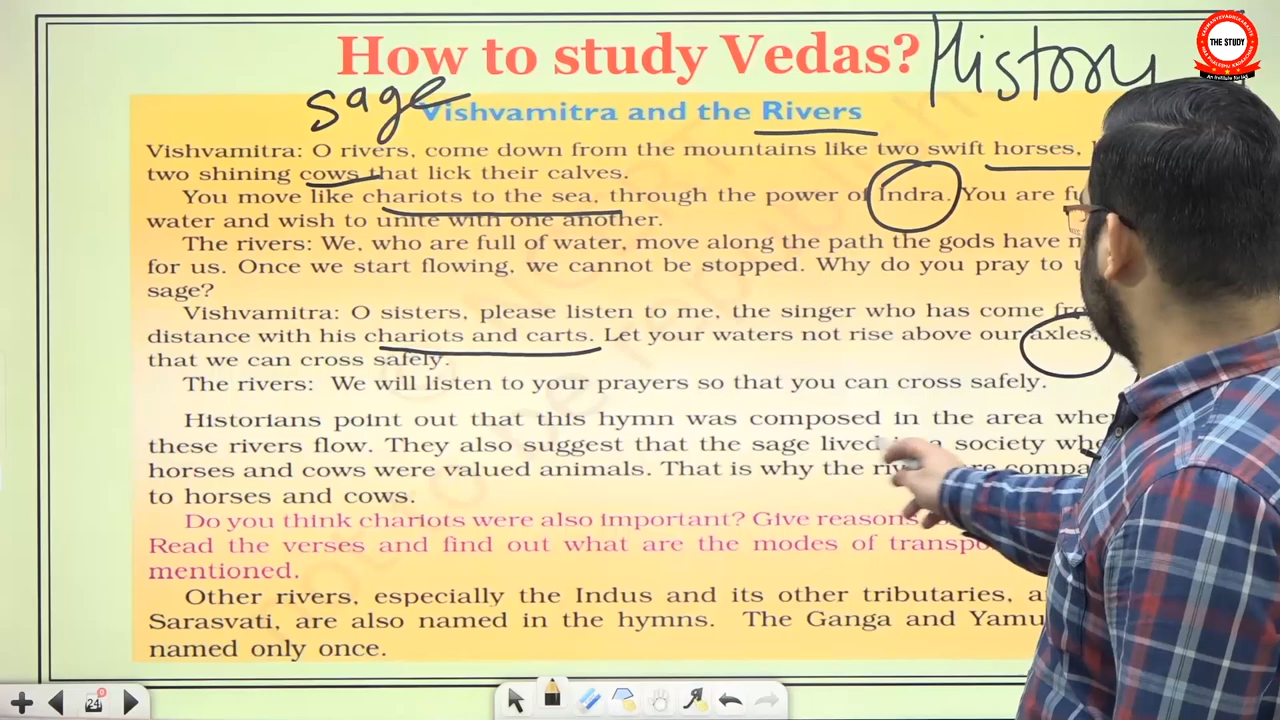 How to study Vedas?
History
THE STUDY
An Institute for IAS
sage
Vishvamitra and the Rivers
Vishvamitra: O rivers, come down from the mountains like two swift horses,
two shining cows that lick their calves.
You move like chariots to the sea, through the power of Indra. You are
water and wish to unite with one another.
The rivers: We, who are full of water, move along the path the gods have
for us. Once we start flowing, we cannot be stopped. Why do you pray to
sage?
Vishvamitra: O sisters, please listen to me, the singer who has come
distance with his chariots and carts. Let your waters not rise above our axles,
that we can cross safely.
The rivers: We will listen to your prayers so that you can cross safely.
Historians point out that this hymn was composed in the area
these rivers flow. They also suggest that the sage lived in a society
horses and cows were valued animals. That is why the
to horses and cows.
Do you think chariots were also important? Give reasons
Read the verses and find out what are the modes of
mentioned.
Other rivers, especially the Indus and its other tributaries,
Sarasvati, are also named in the hymns. The Ganga and
named only once.
24